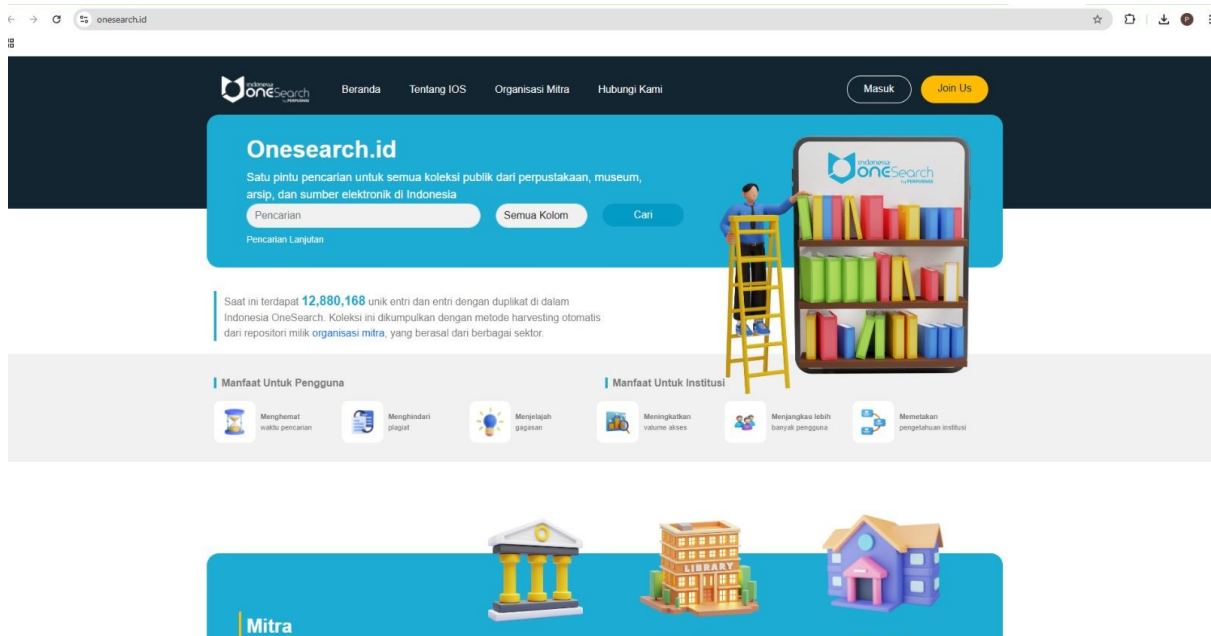 onesearch.id
P
indonesia
oneSearch
by PERPUSNAS
Beranda
Tentang IOS
Organisasi Mitra
Hubungi Kami
Masuk
Join Us
Onesearch.id
Satu pintu pencarian untuk semua koleksi publik dari perpustakaan, museum,
arsip, dan sumber elektronik di Indonesia
Pencarian
Semua Kolom
Cari
Pencarian Lanjutan
indonesia
oneSearch
by PERPUSNAS
Saat ini terdapat 12,880,168 unik entri dan entri dengan duplikat di dalam
Indonesia OneSearch. Koleksi ini dikumpulkan dengan metode harvesting otomatis
dari repositori milik organisasi mitra, yang berasal dari berbagai sektor.
Manfaat Untuk Pengguna
Menghemat
waktu pencarian
Menghindari
plagiat
Menjelajah
gagasan
Manfaat Untuk Institusi
Meningkatkan
valume akses
Menjangkau lebih
banyak pengguna
Memetakan
pengetahuan institusi
LIBRARY
Mitra